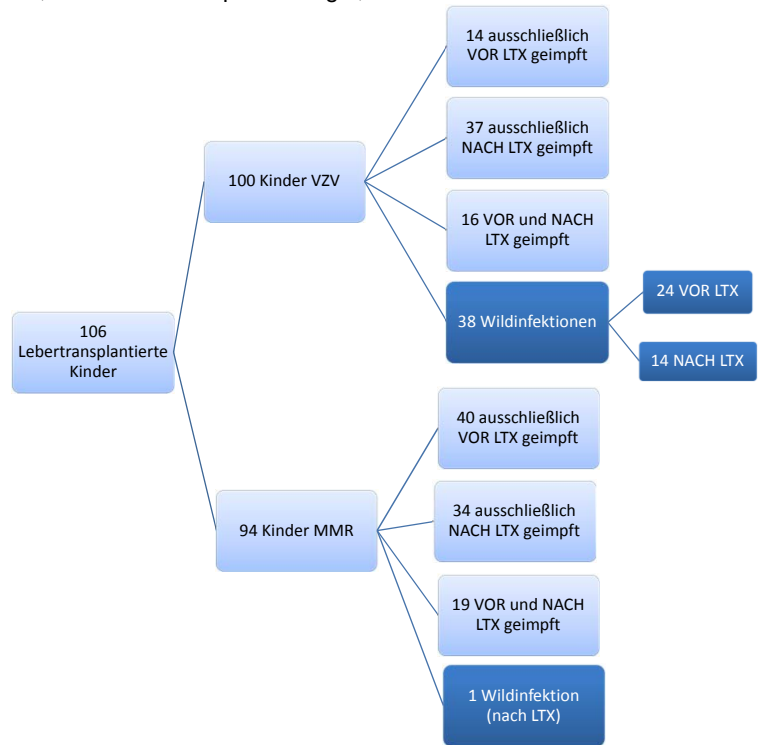 14 ausschließlich
VOR LTX geimpft
37 ausschließlich
NACH LTX geimpft
100 Kinder VZV
16 VOR und NACH
LTX geimpft
24 VOR LTX
38 Wildinfektionen
14 NACH LTX
106
Lebertransplantierte
Kinder
40 ausschließlich
VOR LTX geimpft
34 ausschließlich
NACH LTX geimpft
94 Kinder MMR
19 VOR und NACH
LTX geimpft
1 Wildinfektion
(nach LTX)